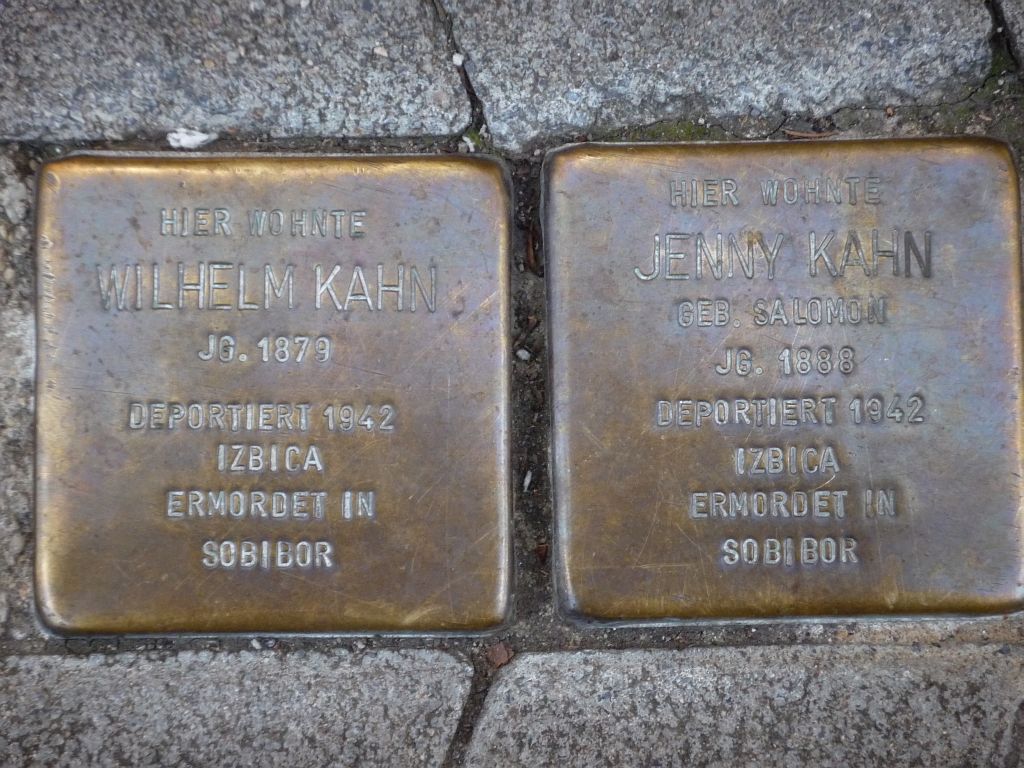 HIER WOHNTE
WILHELM KAHN
JG. 1879
DEPORTIERT 1942
IZBICA
ERMORDET IN
SOBIBOR
HIER WOHNTE
JENNY KAHN
GEB. SALOMON
JG. 1888
DEPORTIERT 1942
IZBICA
ERMORDET IN
SOBIBOR